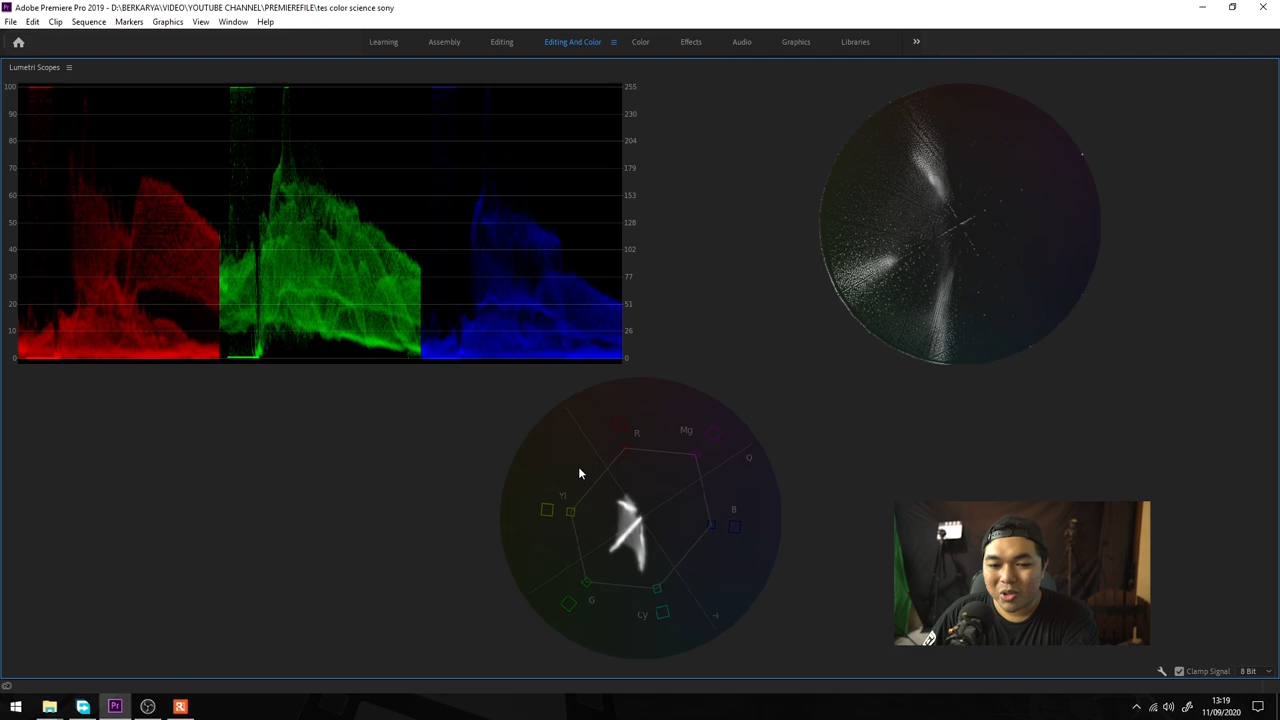 Adobe Premiere Pro 2019 - D:\BERKARYA\VIDEO\YOUTUBE CHANNEL\PREMIEREFILE\tes color science sony
File Edit Clip Sequence Markers Graphics View Window Help
Learning Assembly Editing Editing And Color Color Effects Audio Graphics Libraries
Lumetri Scopes
100 255
90 230
80 204
70 179
60 153
50 128
40 102
30 77
20 51
10 26
0 0
R Mg
Q
Yl B
G Cy -i
Clamp Signal 8 Bit
Pr
13:19
11/09/2020